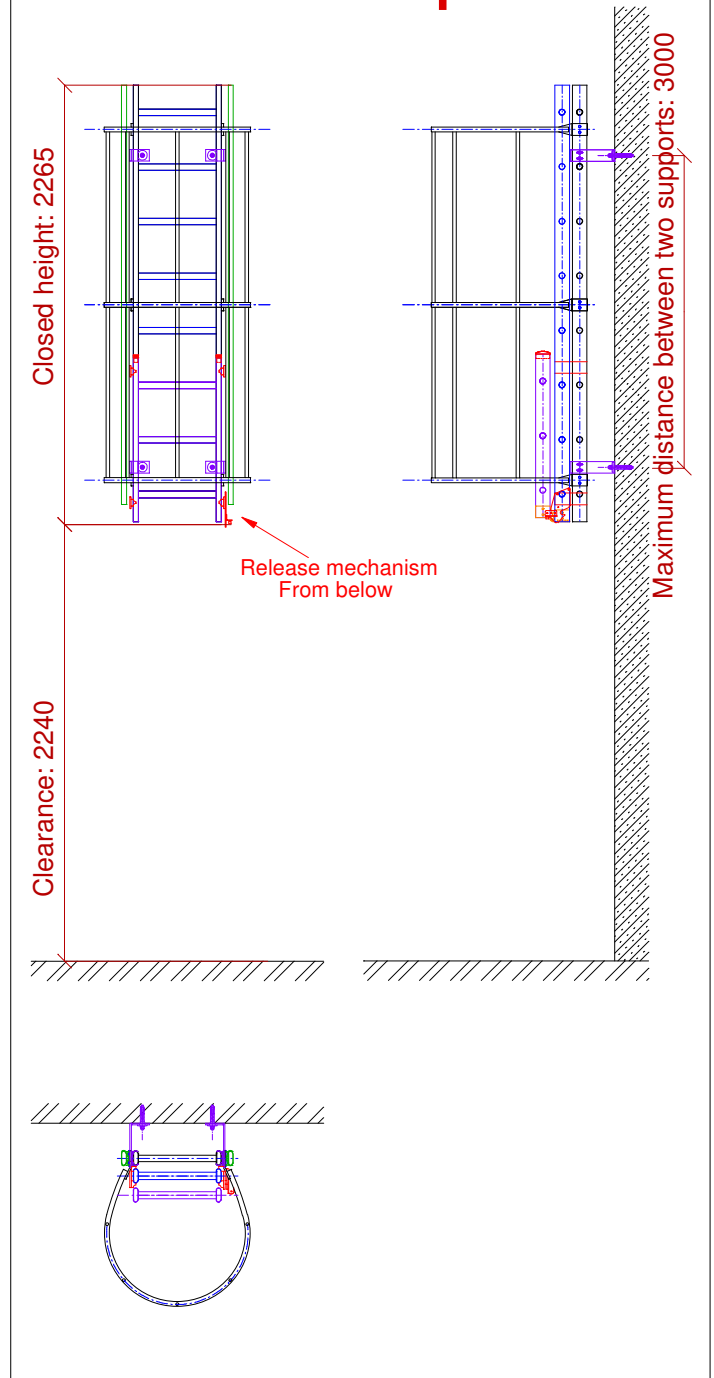 Closed height: 2265
Maximum distance between two supports: 3000
Release mechanism
From below
Clearance: 2240